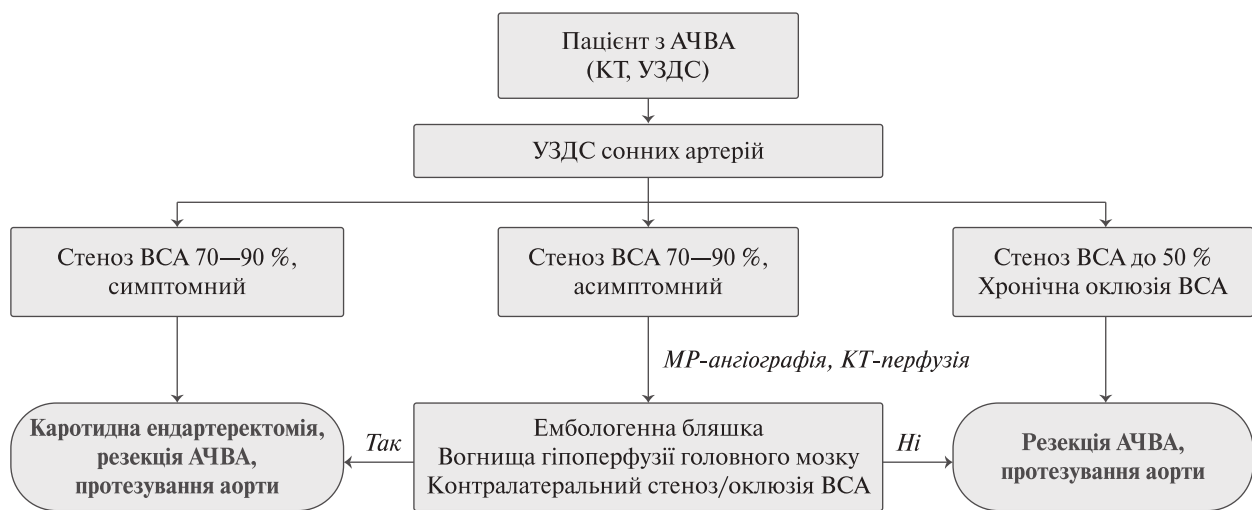 Пацієнт з АЧВА
(КТ, УЗДС)
УЗДС сонних артерій
Стеноз ВСА 70—90 %,
симптомний
Стеноз ВСА 70—90 %,
асимптомний
Стеноз ВСА до 50 %
Хронічна оклюзія ВСА
МР-ангіографія, КТ-перфузія
Каротидна ендартеректомія,
резекція АЧВА,
протезування аорти
Так
Ембологенна бляшка
Вогнища гіпоперфузії головного мозку
Контралатеральний стеноз/оклюзія ВСА
Ні
Резекція АЧВА,
протезування аорти